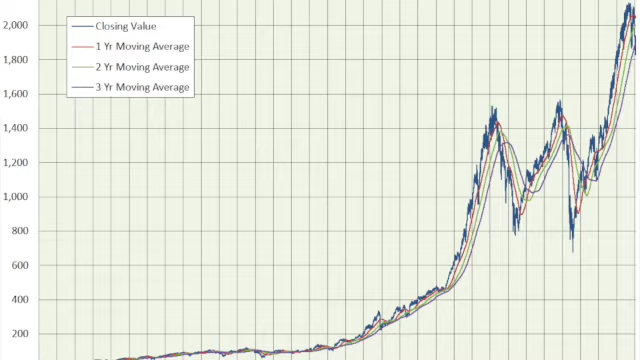 Closing Value
1 Yr Moving Average
2 Yr Moving Average
3 Yr Moving Average
2,000
1,800
1,600
1,400
1,200
1,000
800
600
400
200